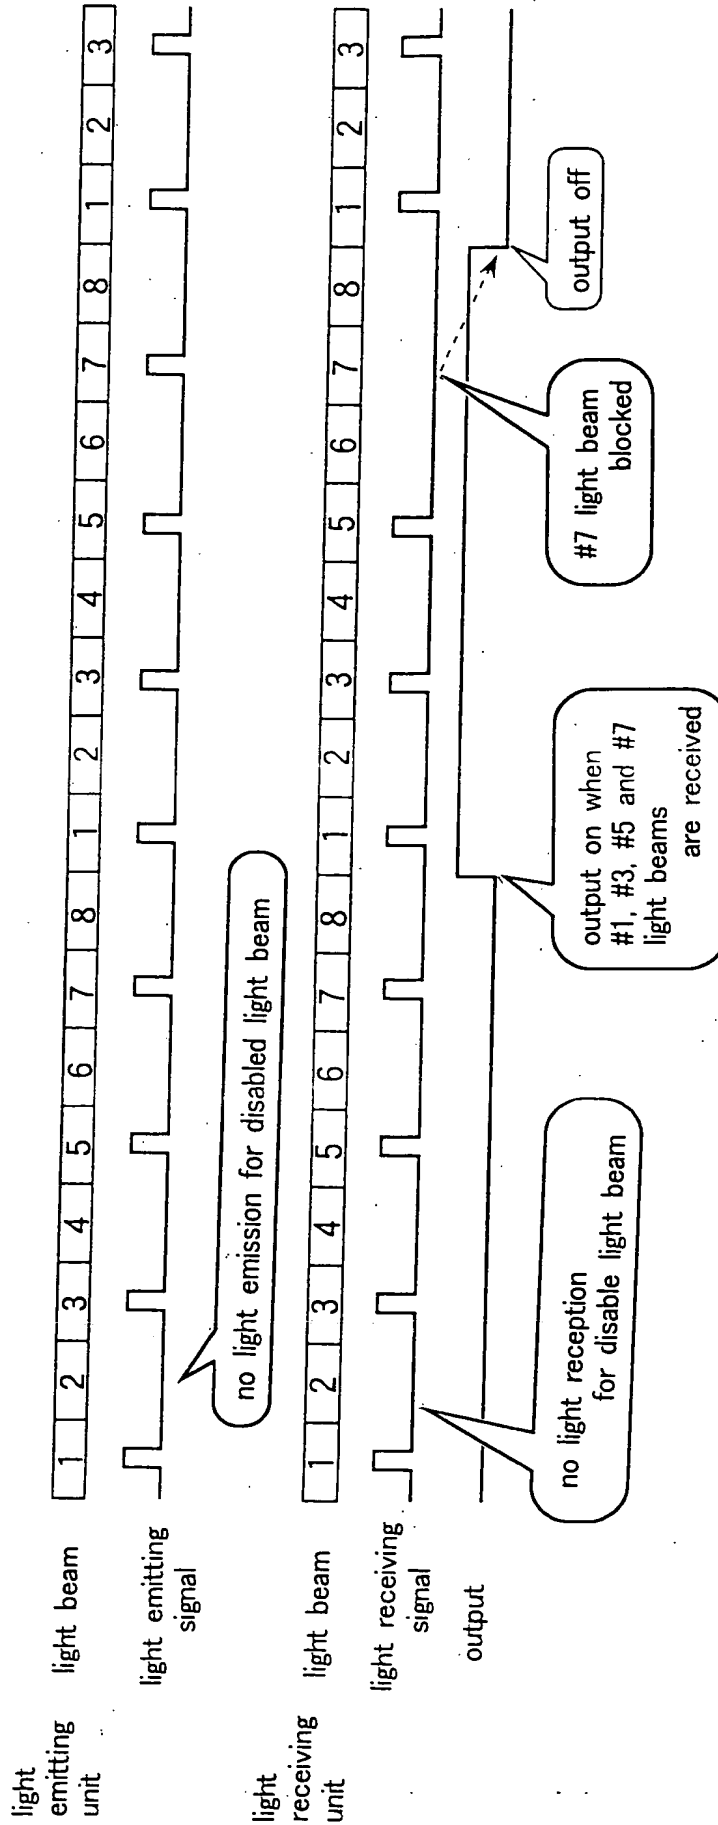 light
emitting
unit
light beam
1 2 3 4 5 6 7 8 1 2 3 4 5 6 7 8 1 2 3
light emitting
signal
no light emission for disabled light beam
light
receiving
unit
light beam
1 2 3 4 5 6 7 8 1 2 3 4 5 6 7 8 1 2 3
light receiving
signal
output
no light reception
for disable light beam
output on when
#1, #3, #5 and #7
light beams
are received
#7 light beam
blocked
output off